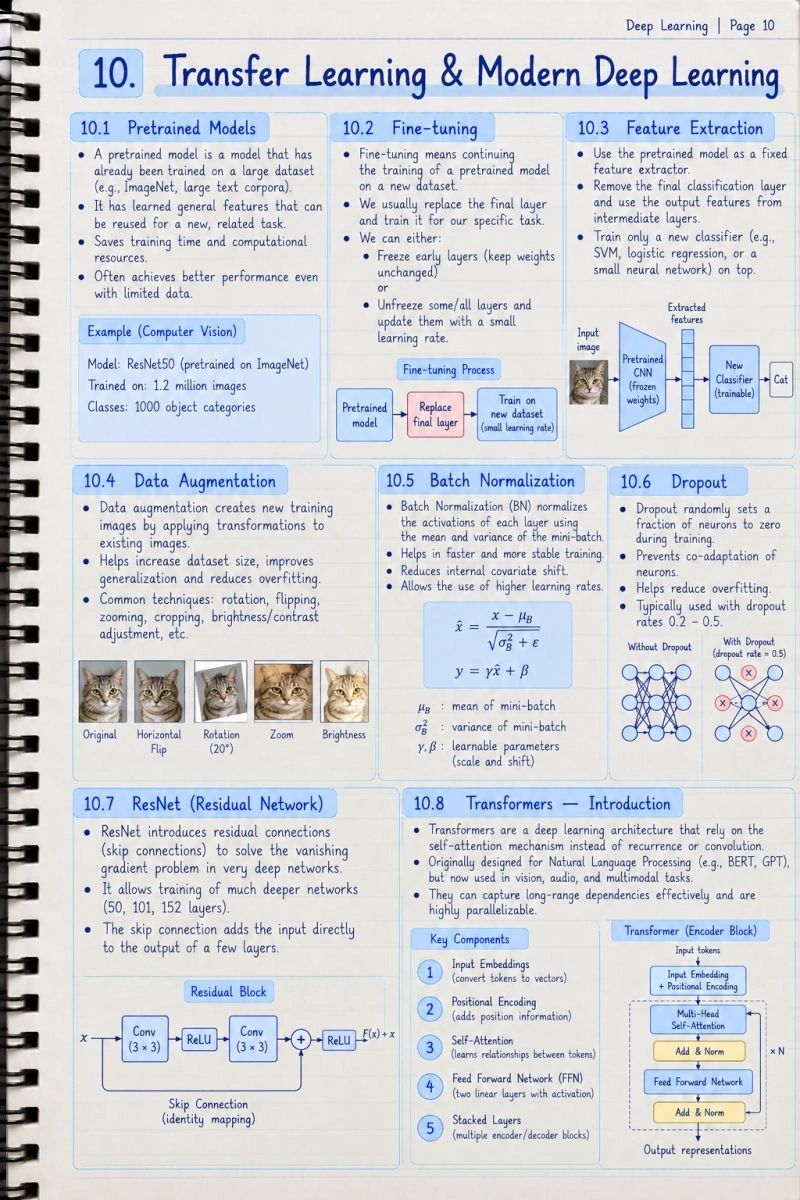 Deep Learning | Page 10
10. Transfer Learning & Modern Deep Learning
10.1 Pretrained Models
• A pretrained model is a model that has
already been trained on a large dataset
(e.g., ImageNet, large text corpora).
• It has learned general features that can
be reused for a new, related task.
• Saves training time and computational
resources.
• Often achieves better performance even
with limited data.
Example (Computer Vision)
Model: ResNet50 (pretrained on ImageNet)
Trained on: 1.2 million images
Classes: 1000 object categories
10.2 Fine-tuning
• Fine-tuning means continuing
the training of a pretrained model
on a new dataset.
• We usually replace the final layer
and train it for our specific task.
• We can either:
• Freeze early layers (keep weights
unchanged)
or
• Unfreeze some/all layers and
update them with a small
learning rate.
Fine-tuning Process
Pretrained
model
Replace
final layer
Train on
new dataset
(small learning rate)
10.3 Feature Extraction
• Use the pretrained model as a fixed
feature extractor.
• Remove the final classification layer
and use the output features from
intermediate layers.
• Train only a new classifier (e.g.,
SVM, logistic regression, or a
small neural network) on top.
Input
image
Pretrained
CNN
(frozen
weights)
Extracted
features
New
Classifier
(trainable)
Cat
10.4 Data Augmentation
• Data augmentation creates new training
images by applying transformations to
existing images.
• Helps increase dataset size, improves
generalization and reduces overfitting.
• Common techniques: rotation, flipping,
zooming, cropping, brightness/contrast
adjustment, etc.
Original
Horizontal
Flip
Rotation
(20°)
Zoom
Brightness
10.5 Batch Normalization
• Batch Normalization (BN) normalizes
the activations of each layer using
the mean and variance of the mini-batch.
• Helps in faster and more stable training.
• Reduces internal covariate shift.
• Allows the use of higher learning rates.
x̂ = (x − μ_B) / √(σ_B² + ε)
y = γx̂ + β
μ_B : mean of mini-batch
σ_B² : variance of mini-batch
γ, β : learnable parameters
(scale and shift)
10.6 Dropout
• Dropout randomly sets a
fraction of neurons to zero
during training.
• Prevents co-adaptation of
neurons.
• Helps reduce overfitting.
• Typically used with dropout
rates 0.2 – 0.5.
Without Dropout
With Dropout
(dropout rate = 0.5)
X
X X
X
10.7 ResNet (Residual Network)
• ResNet introduces residual connections
(skip connections) to solve the vanishing
gradient problem in very deep networks.
• It allows training of much deeper networks
(50, 101, 152 layers).
• The skip connection adds the input directly
to the output of a few layers.
Residual Block
x
Conv
(3 × 3)
ReLU
Conv
(3 × 3)
+
ReLU
F(x) + x
Skip Connection
(identity mapping)
10.8 Transformers — Introduction
• Transformers are a deep learning architecture that rely on the
self-attention mechanism instead of recurrence or convolution.
• Originally designed for Natural Language Processing (e.g., BERT, GPT),
but now used in vision, audio, and multimodal tasks.
• They can capture long-range dependencies effectively and are
highly parallelizable.
Key Components
1 Input Embeddings
(convert tokens to vectors)
2 Positional Encoding
(adds position information)
3 Self-Attention
(learns relationships between tokens)
4 Feed Forward Network (FFN)
(two linear layers with activation)
5 Stacked Layers
(multiple encoder/decoder blocks)
Transformer (Encoder Block)
Input tokens
Input Embedding
+ Positional Encoding
Multi-Head
Self-Attention
Add & Norm
× N
Feed Forward Network
Add & Norm
Output representations